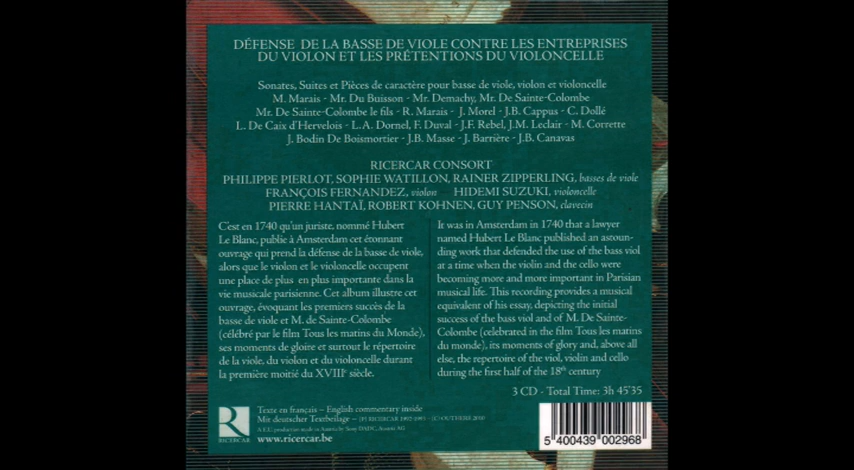 DÉFENSE DE LA BASSE DE VIOLE CONTRE LES ENTREPRISES
DU VIOLON ET LES PRÉTENTIONS DU VIOLONCELLE
Sonates, Suites et Pièces de caractère pour basse de viole, violon et violoncelle
M. Marais - Mr. Du Buisson - Mr. Demachy, Mr. De Sainte-Colombe
Mr. De Sainte-Colombe le fils - R. Marais - J. Morel - J.B. Cappus - C. Dollé
L. De Caix d'Hervelois - L.A. Dornel, F. Duval - J.F. Rebel, J.M. Leclair - M. Corrette
J. Bodin De Boismortier - J.B. Masse - J. Barrière - J.B. Canavas
RICERCAR CONSORT
PHILIPPE PIERLOT, SOPHIE WATILLON, RAINER ZIPPERLING, basses de viole
FRANÇOIS FERNANDEZ, violon HIDEMI SUZUKI, violoncelle
PIERRE HANTAÏ, ROBERT KOHNEN, GUY PENSON, clavecin
C'est en 1740 qu'un juriste, nommé Hubert
Le Blanc, publie à Amsterdam cet étonnant
ouvrage qui prend la défense de la basse de viole,
alors que le violon et le violoncelle occupent
une place de plus en plus importante dans la
vie musicale parisienne. Cet album illustre cet
ouvrage, évoquant les premiers succès de la
basse de viole et M. de Sainte-Colombe
(célébré par le film Tous les matins du Monde),
ses moments de gloire et surtout le répertoire
de la viole, du violon et du violoncelle durant
la première moitié du XVIIIe siècle.
It was in Amsterdam in 1740 that a lawyer
named Hubert Le Blanc published an astoun-
ding work that defended the use of the bass viol
at a time when the violin and the cello were
becoming more and more important in Parisian
musical life. This recording provides a musical
equivalent of his essay, depicting the initial
success of the bass viol and of M. De Sainte-
Colombe (celebrated in the film Tous les matins
du monde), its moments of glory and, above all
else, the repertoire of the viol, violin and cello
during the first half of the 18th century
3 CD - Total Time: 3h 45'35
R
RICERCAR
Texte en français – English commentary inside
Mit deutscher Textbeilage – (P) RICERCAR 1992-1993 – (C) OUTHERE 2010
www.ricercar.be
5 400439 002968